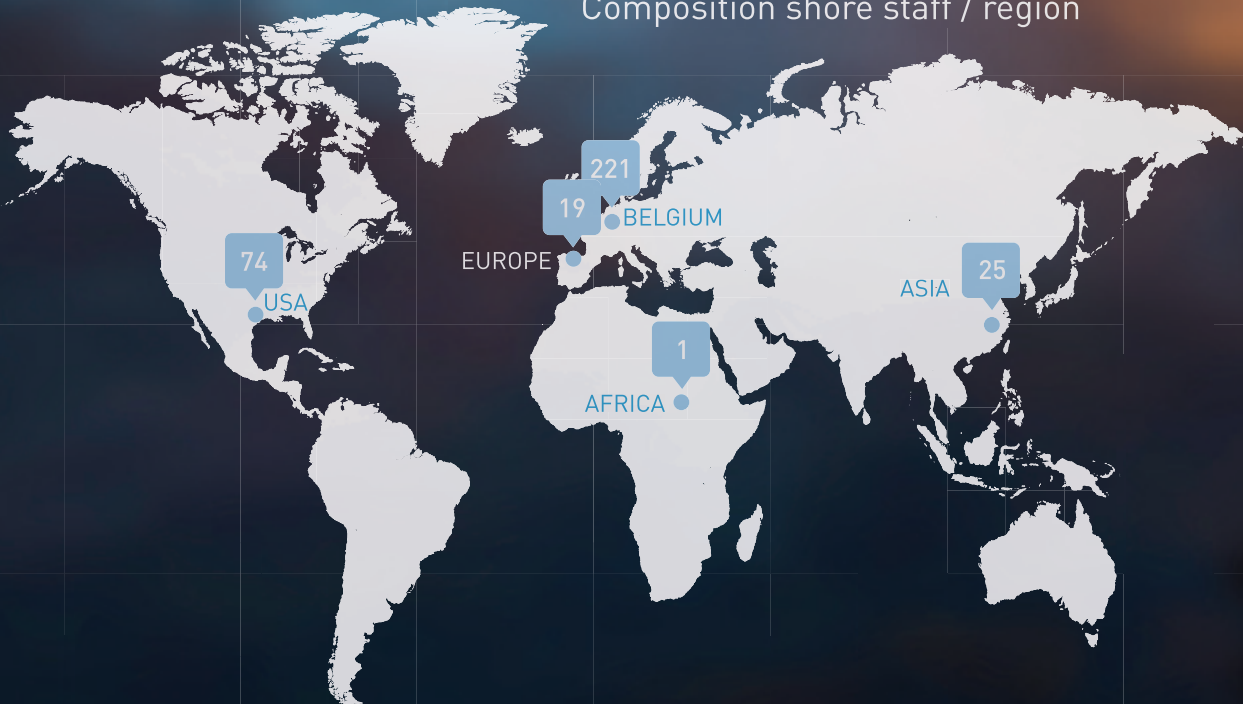 Composition shore staff / region
221
19
BELGIUM
EUROPE
74
USA
25
ASIA
1
AFRICA